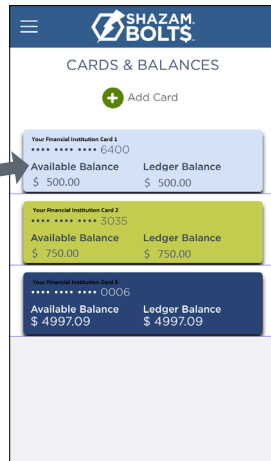 SHAZAM.
BOLT$.
CARDS & BALANCES
Add Card
Your Financial Institution Card 1
•••• •••• •••• 6400
Available Balance Ledger Balance
$ 500.00 $ 500.00
Your Financial Institution Card 2
•••• •••• •••• 3035
Available Balance Ledger Balance
$ 750.00 $ 750.00
Your Financial Institution Card 3
•••• •••• •••• 0006
Available Balance Ledger Balance
$ 4997.09 $ 4997.09